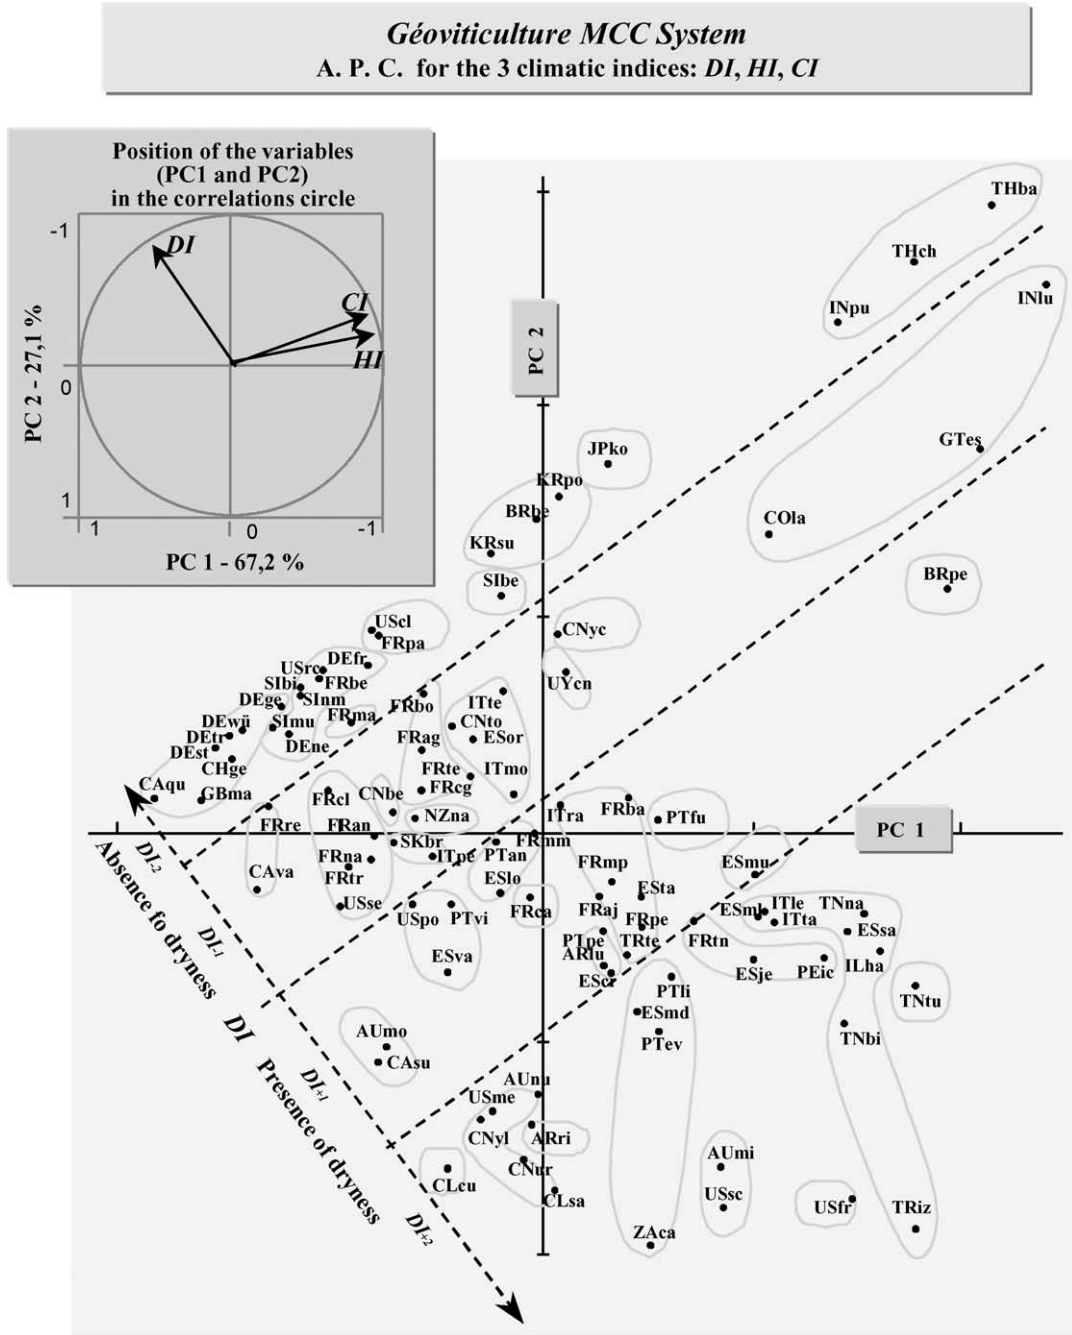 Géoviticulture MCC System
A. P. C. for the 3 climatic indices: DI, HI, CI
Position of the variables
(PC1 and PC2)
in the correlations circle
-1
DI
CI
HI
PC 2 - 27,1 %
0
1
1
0
-1
PC 1 - 67,2 %
PC 2
THba
THch
INlu
INpu
GTes
JPko
KRpo
BRbe
COla
KRsu
BRpe
SIbe
UScl
CNyc
FRpa
DEfr
USrc
FRbe
UYcn
SIbi
SInm
DEge
FRbo
ITte
FRma
DEwü
SImu
CNto
DEtr
DEne
FRag
ESor
DEst
CHge
FRte
ITmo
CAqu
GBma
FRcl
CNbe
FRcg
FRba
FRre
FRan
NZna
ITra
PTfu
PC 1
SKbr
FRmm
FRna
ITpe
PTan
FRmp
ESmu
CAva
FRtr
ESlo
ESta
USse
USpo
PTvi
FRca
FRaj
FRpe
ESml
ITle
ITta
TNna
PTpe
TRte
FRtn
ESsa
ESva
ARlu
EScr
ESje
PEic
ILha
PTli
TNtu
AUmo
ESmd
TNbi
CAsu
PTev
AUnu
USme
CNyl
ARri
CNur
AUmi
CLcu
CLsa
USsc
USfr
TRiz
ZAca
Absence fo dryness
DI
Presence of dryness
DI-2
DI-1
DI+1
DI+2